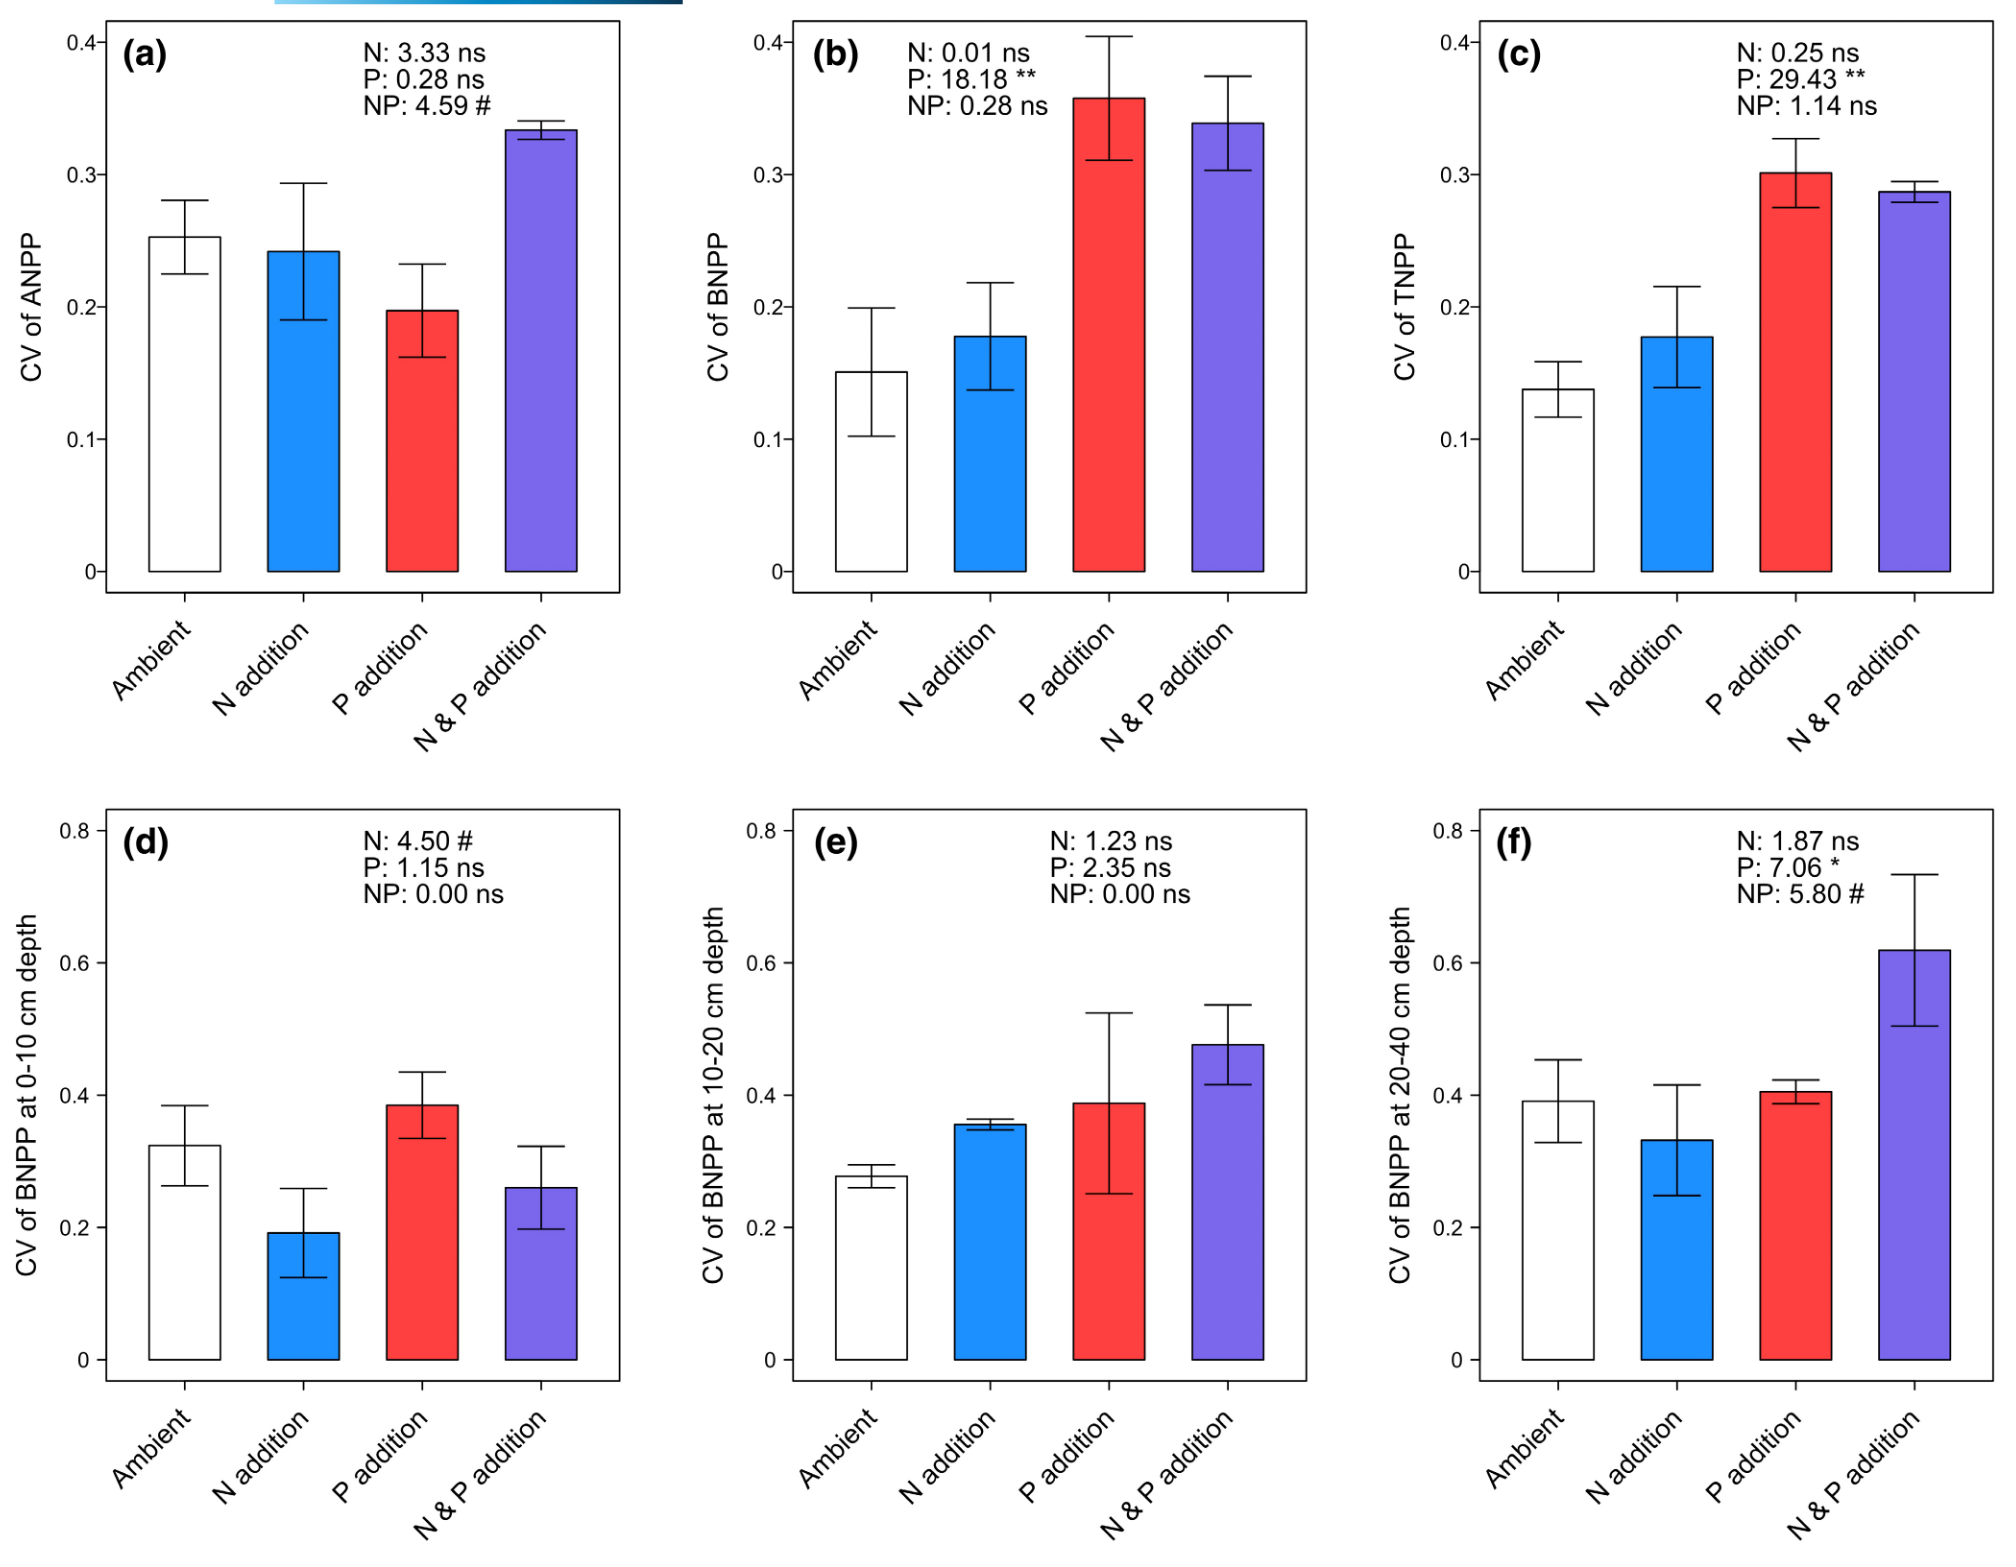 (a)
N: 3.33 ns
P: 0.28 ns
NP: 4.59 #
CV of ANPP
0.4
0.3
0.2
0.1
0
Ambient
N addition
P addition
N & P addition
(b)
N: 0.01 ns
P: 18.18 **
NP: 0.28 ns
CV of BNPP
0.4
0.3
0.2
0.1
0
Ambient
N addition
P addition
N & P addition
(c)
N: 0.25 ns
P: 29.43 **
NP: 1.14 ns
CV of TNPP
0.4
0.3
0.2
0.1
0
Ambient
N addition
P addition
N & P addition
(d)
N: 4.50 #
P: 1.15 ns
NP: 0.00 ns
CV of BNPP at 0-10 cm depth
0.8
0.6
0.4
0.2
0
Ambient
N addition
P addition
N & P addition
(e)
N: 1.23 ns
P: 2.35 ns
NP: 0.00 ns
CV of BNPP at 10-20 cm depth
0.8
0.6
0.4
0.2
0
Ambient
N addition
P addition
N & P addition
(f)
N: 1.87 ns
P: 7.06 *
NP: 5.80 #
CV of BNPP at 20-40 cm depth
0.8
0.6
0.4
0.2
0
Ambient
N addition
P addition
N & P addition